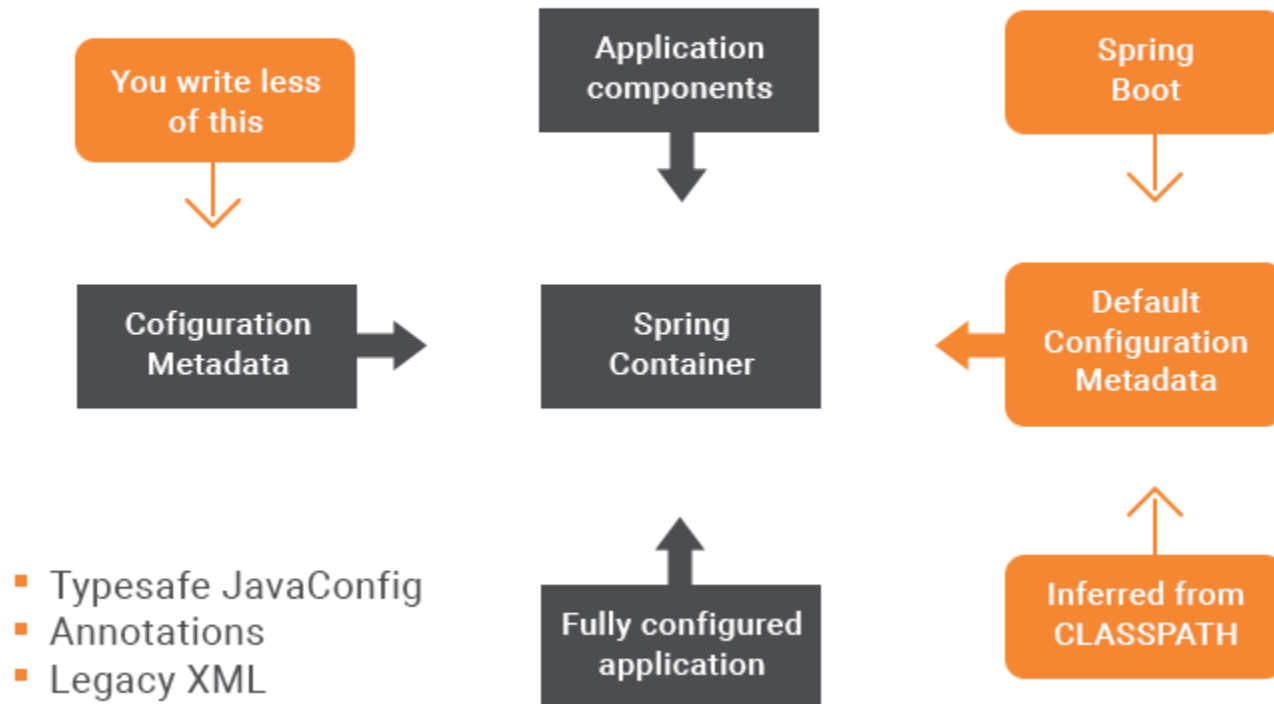 You write less
of this
Application
components
Spring
Boot
Cofiguration
Metadata
Spring
Container
Default
Configuration
Metadata
Typesafe JavaConfig
Annotations
Legacy XML
Fully configured
application
Inferred from
CLASSPATH